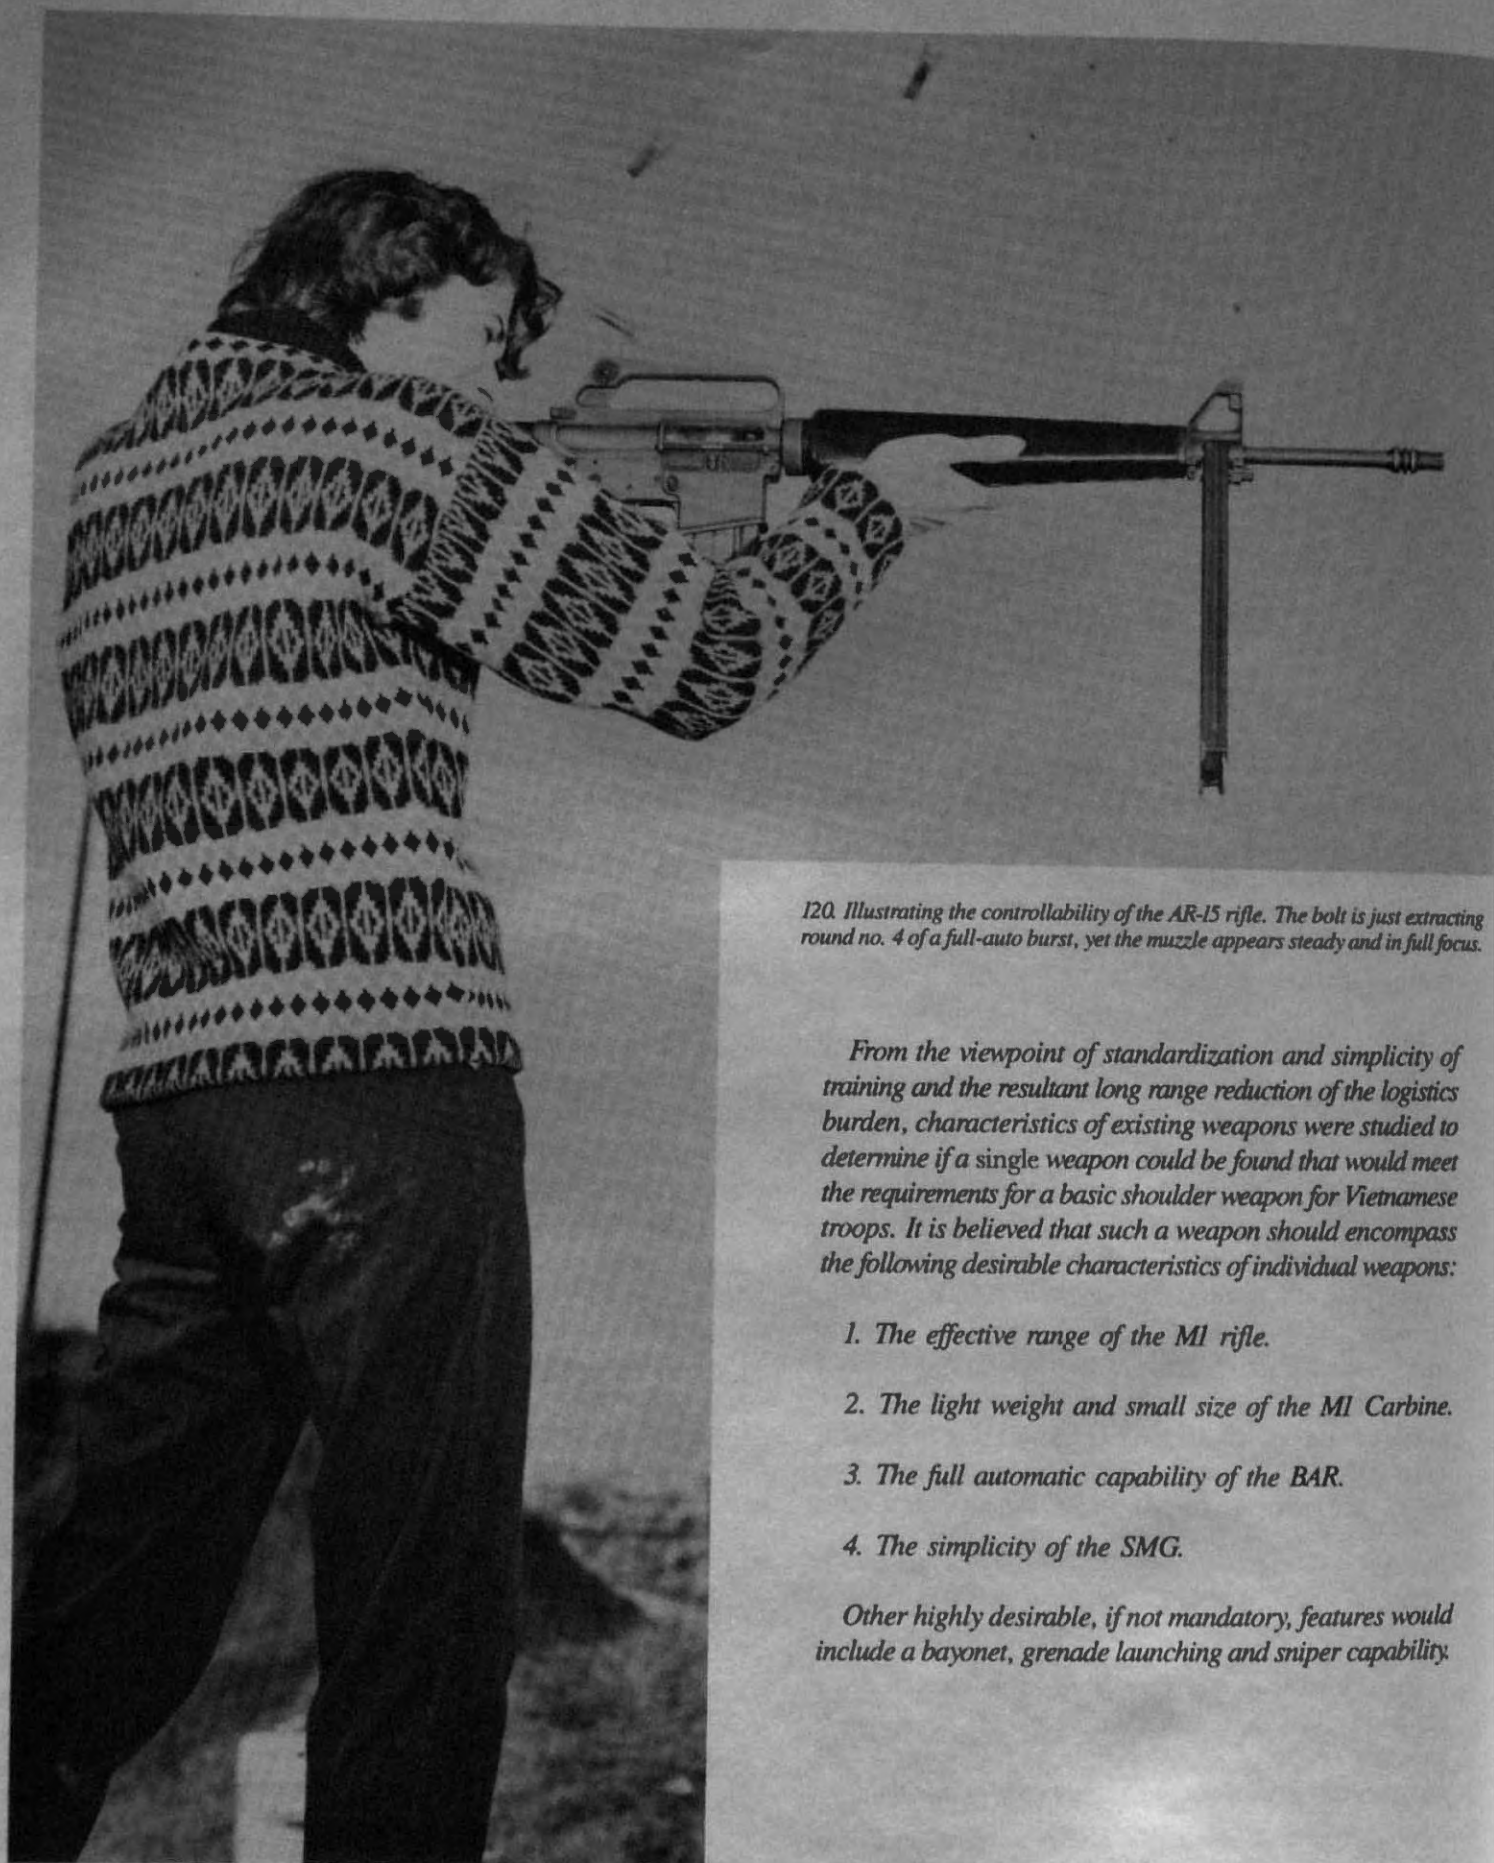 120. Illustrating the controllability of the AR-15 rifle. The bolt is just extracting
round no. 4 of a full-auto burst, yet the muzzle appears steady and in full focus.
From the viewpoint of standardization and simplicity of
training and the resultant long range reduction of the logistics
burden, characteristics of existing weapons were studied to
determine if a single weapon could be found that would meet
the requirements for a basic shoulder weapon for Vietnamese
troops. It is believed that such a weapon should encompass
the following desirable characteristics of individual weapons:
1. The effective range of the M1 rifle.
2. The light weight and small size of the M1 Carbine.
3. The full automatic capability of the BAR.
4. The simplicity of the SMG.
Other highly desirable, if not mandatory, features would
include a bayonet, grenade launching and sniper capability.